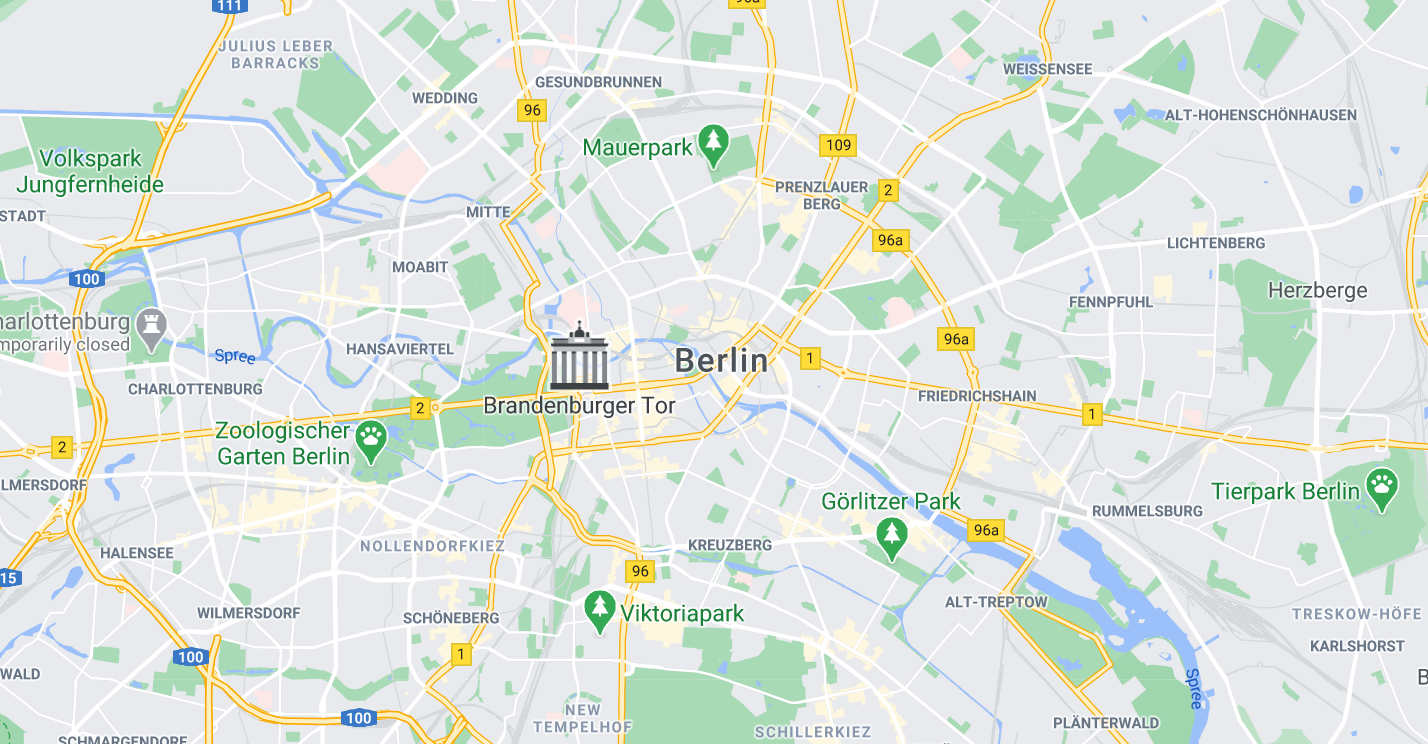 111
96a
JULIUS LEBER
BARRACKS
GESUNDBRUNNEN
WEISSENSEE
WEDDING
96
ALT-HOHENSCHÖNHAUSEN
Mauerpark
109
Volkspark
Jungfernheide
PRENZLAUER
BERG
2
STADT
MITTE
96a
LICHTENBERG
MOABIT
100
Herzberge
FENNPFUHL
harlottenburg
mporarily closed
96a
Spree
HANSAVIERTEL
Berlin
1
CHARLOTTENBURG
FRIEDRICHSHAIN
2
Brandenburger Tor
1
Zoologischer
Garten Berlin
2
LMERSDORF
Tierpark Berlin
Görlitzer Park
RUMMELSBURG
96a
HALENSEE
NOLLENDORFKIEZ
KREUZBERG
15
96
WILMERSDORF
SCHÖNEBERG
Viktoriapark
ALT-TREPTOW
TRESKOW-HÖFE
KARLSHORST
100
1
WALD
Spree
B
100
NEW
TEMPELHOF
SCHILLERKIEZ
PLÄNTERWALD
SCHMARGENDORF